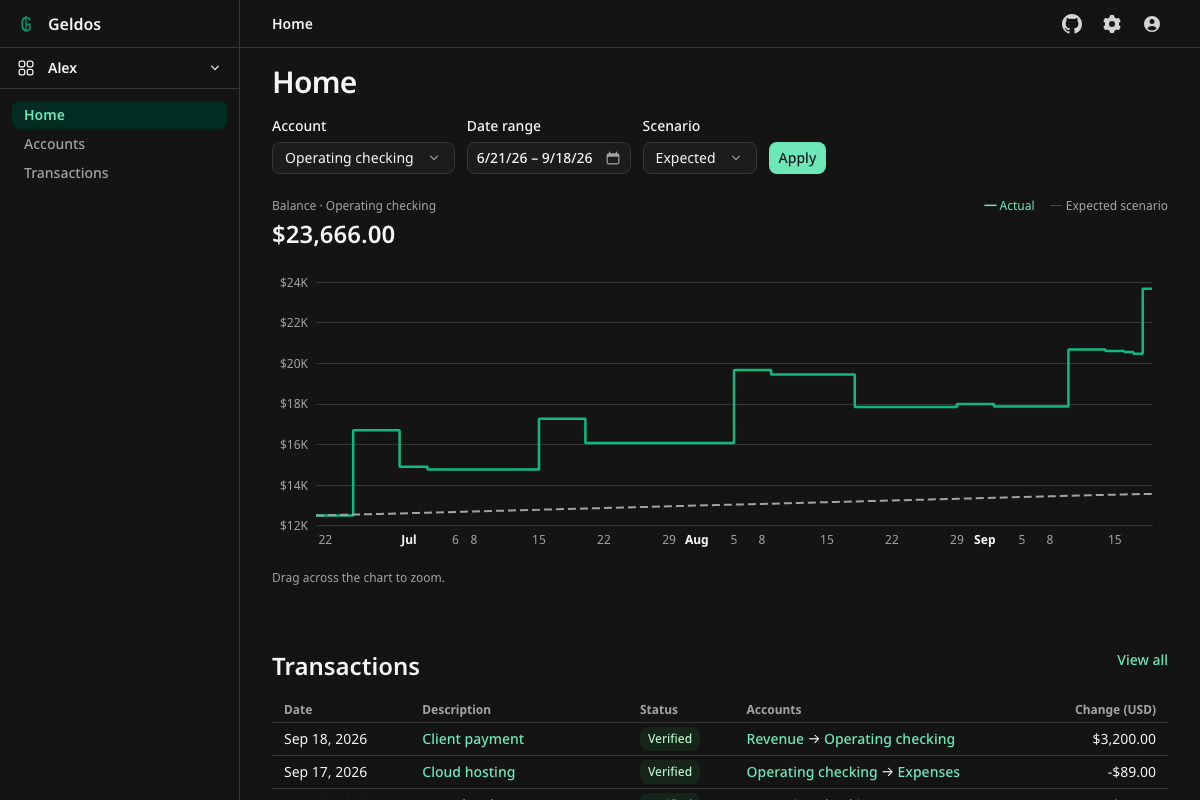 Geldos
Home
Alex
Home
Accounts
Transactions
Home
Account
Date range
Scenario
Operating checking
6/21/26 – 9/18/26
Expected
Apply
Balance · Operating checking
Actual
Expected scenario
$23,666.00
$24K
$22K
$20K
$18K
$16K
$14K
$12K
22 Jul 6 8 15 22 29 Aug 5 8 15 22 29 Sep 5 8 15
Drag across the chart to zoom.
Transactions
View all
Date Description Status Accounts Change (USD)
Sep 18, 2026 Client payment Verified Revenue → Operating checking $3,200.00
Sep 17, 2026 Cloud hosting Verified Operating checking → Expenses -$89.00